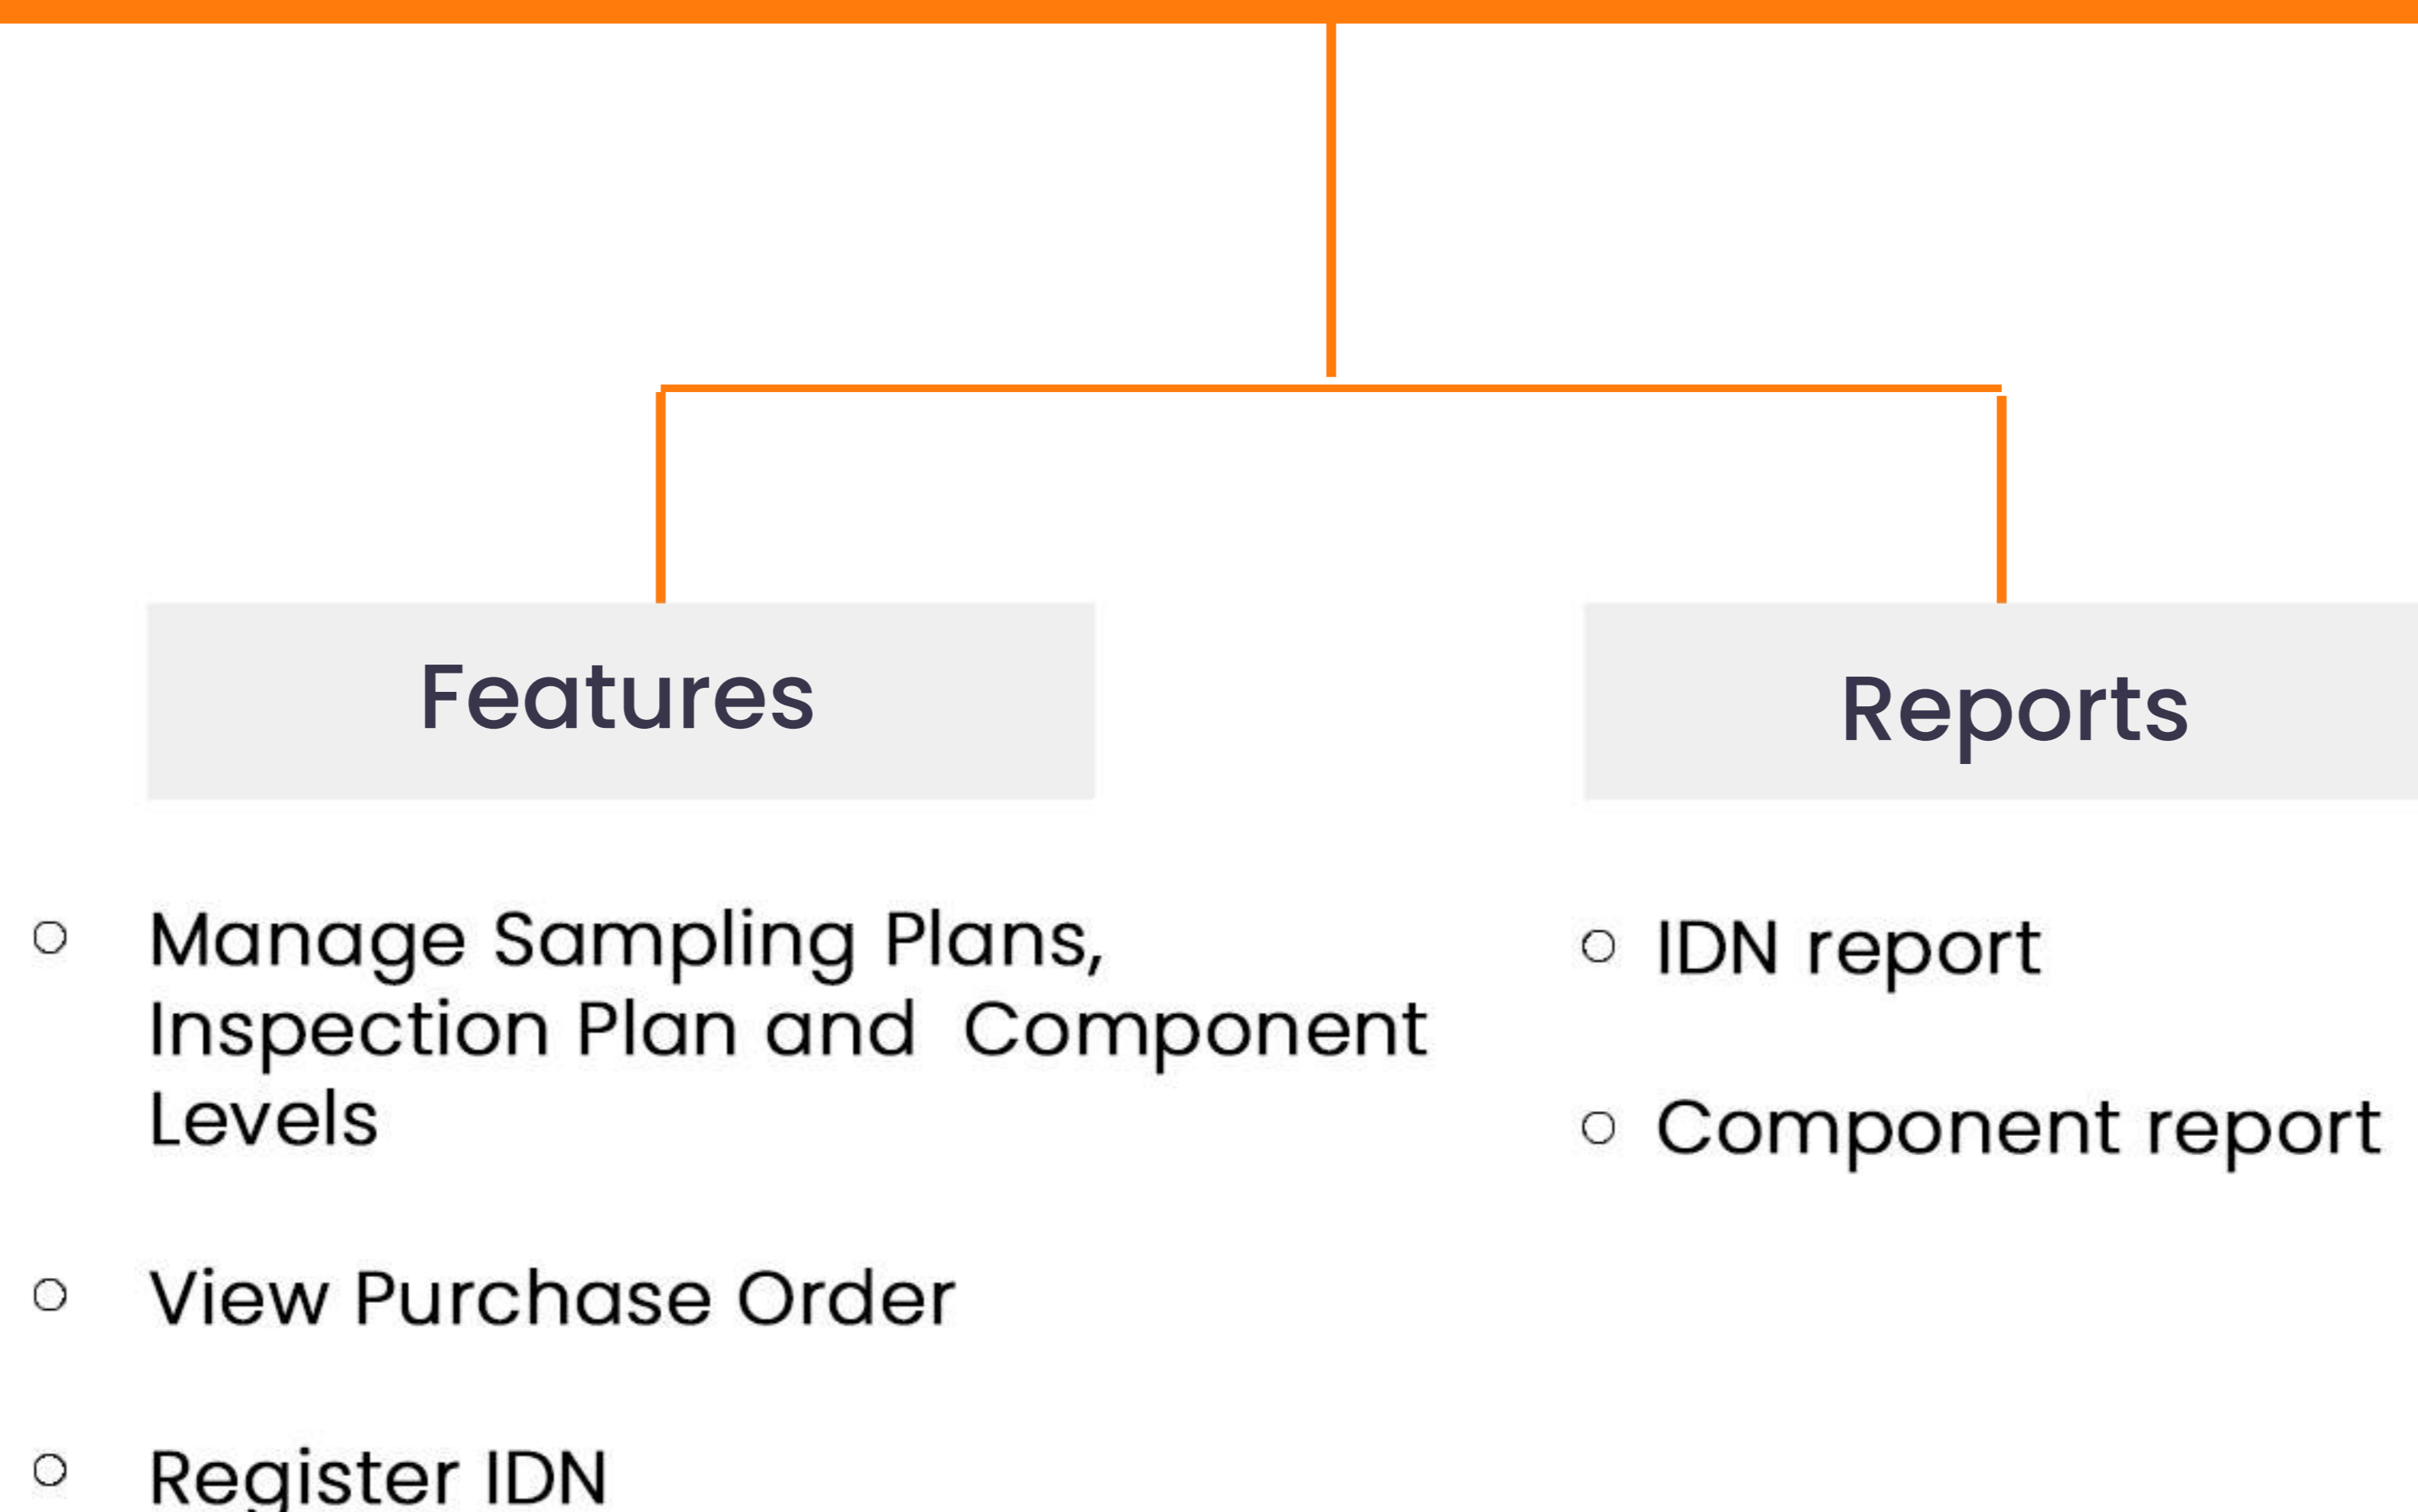 Features
Manage Sampling Plans,
Inspection Plan and  Component
Levels
View Purchase Order
Register IDN
Reports
IDN report
Component report